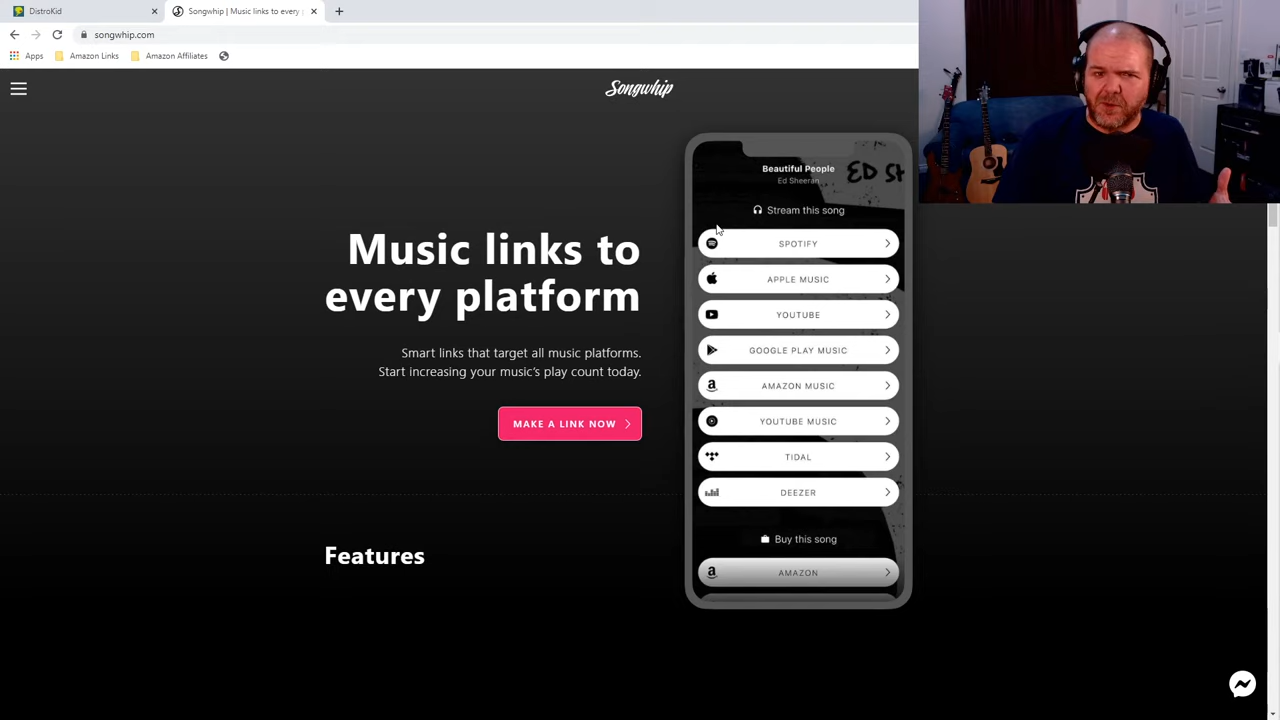 DistroKid
Songwhip | Music links to every
songwhip.com
Apps
Amazon Links
Amazon Affiliates
Songwhip
Beautiful People
Ed Sheeran
ED SH
Stream this song
SPOTIFY
APPLE MUSIC
YOUTUBE
GOOGLE PLAY MUSIC
AMAZON MUSIC
YOUTUBE MUSIC
TIDAL
DEEZER
Buy this song
AMAZON
Music links to
every platform
Smart links that target all music platforms.
Start increasing your music’s play count today.
MAKE A LINK NOW
Features